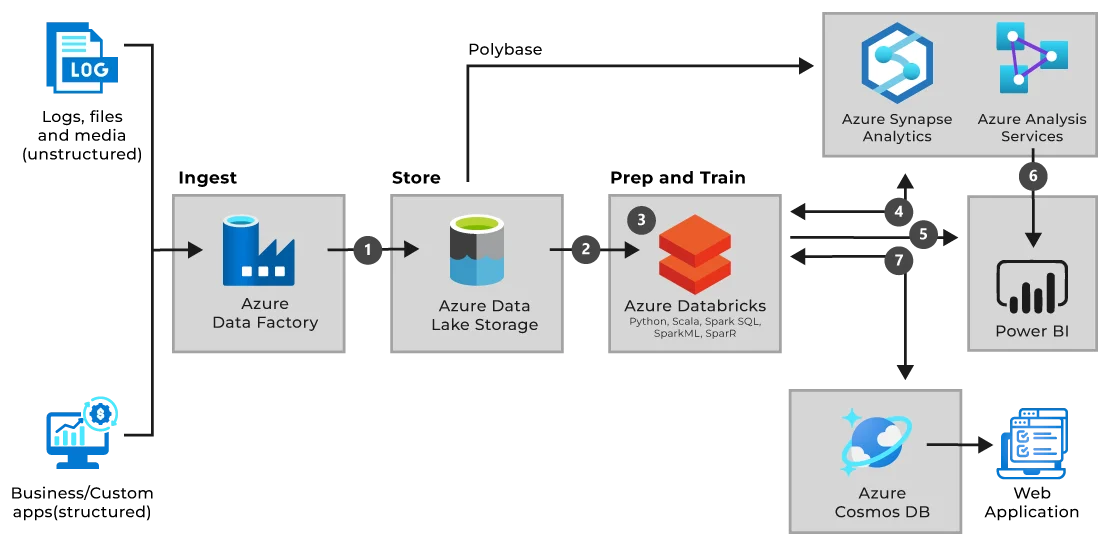 Polybase
LOG
Logs, files
and media
(unstructured)
Azure Synapse
Analytics
Azure Analysis
Services
6
Ingest
Store
Prep and Train
1
2
3
4
5
7
Azure
Data Factory
Azure Data
Lake Storage
Azure Databricks
Python, Scala, Spark SQL,
SparkML, SparR
Power BI
$
Business/Custom
apps(structured)
Azure
Cosmos DB
Web
Application